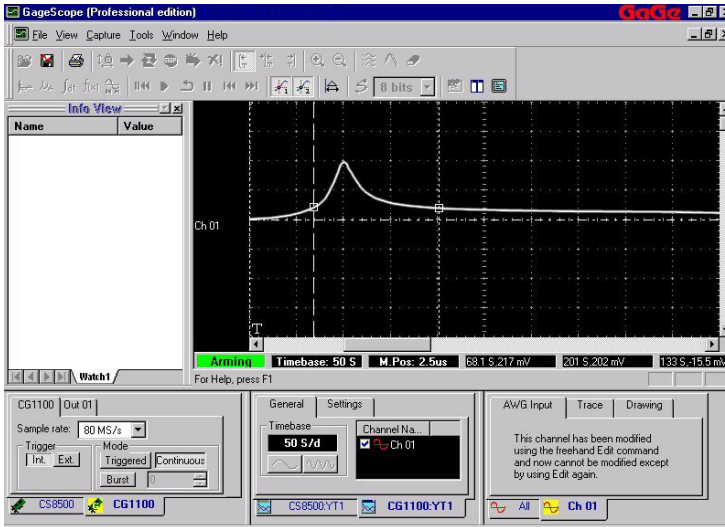 GageScope (Professional edition)
GaGe
File View Capture Tools Window Help
8 bits
Info View
Name Value
Ch 01
T
Arming Timebase: 50 S M.Pos: 2.5us 68.1 S,217 mV 201 S,202 mV 133 S,-15.5 mV
Watch1
For Help, press F1
CG1100 Out 01
Sample rate: 80 MS/s
Trigger Mode
Int. Ext. Triggered Continuous
Burst 0
CS8500 CG1100
General Settings
Timebase
50 S/d
Channel Na...
Ch 01
CS8500:YT1 CG1100:YT1
AWG Input Trace Drawing
This channel has been modified
using the freehand Edit command
and now cannot be modified except
by using Edit again.
All Ch 01